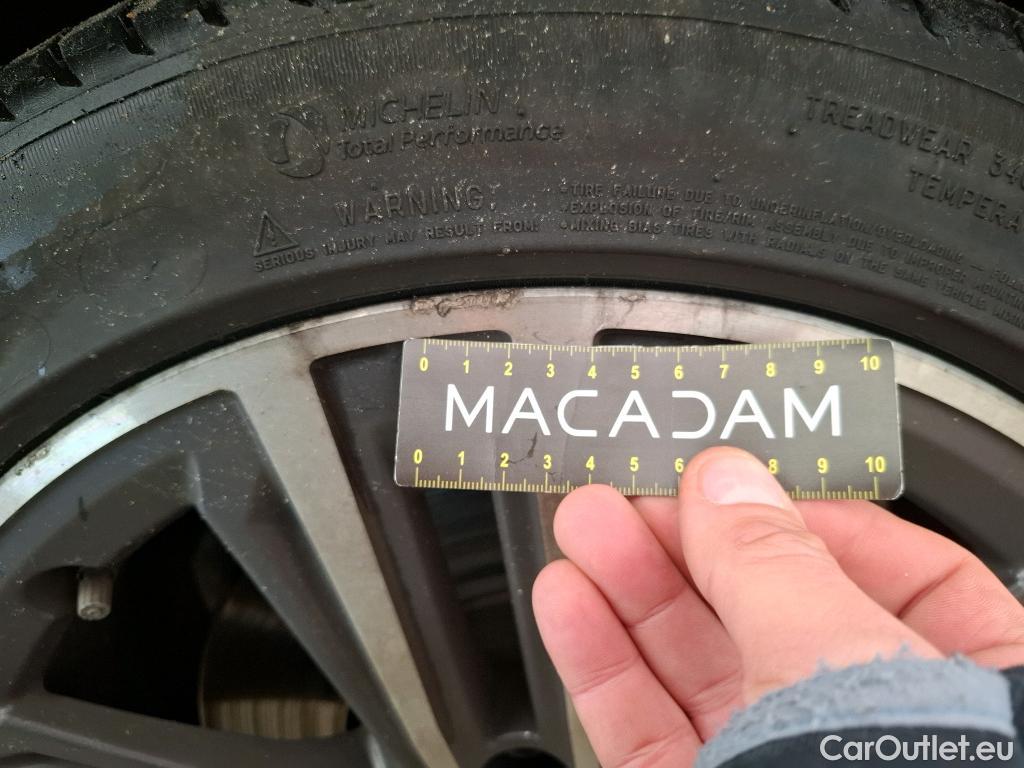 MICHELIN
Total Performance
TREADWEAR 340
TEMPERA
WARNING
SERIOUS INJURY MAY RESULT FROM:
•TIRE FAILURE DUE TO UNDERINFLATION/OVERLOADING —
•EXPLOSION OF TIRE/RIM ASSEMBLY DUE TO IMPROPER MOUNTING
•MIXING BIAS TIRES WITH RADIALS ON THE SAME VEHICLE
0 1 2 3 4 5 6 7 8 9 10
MACADAM
0 1 2 3 4 5 6 8 9 10
CarOutlet.eu